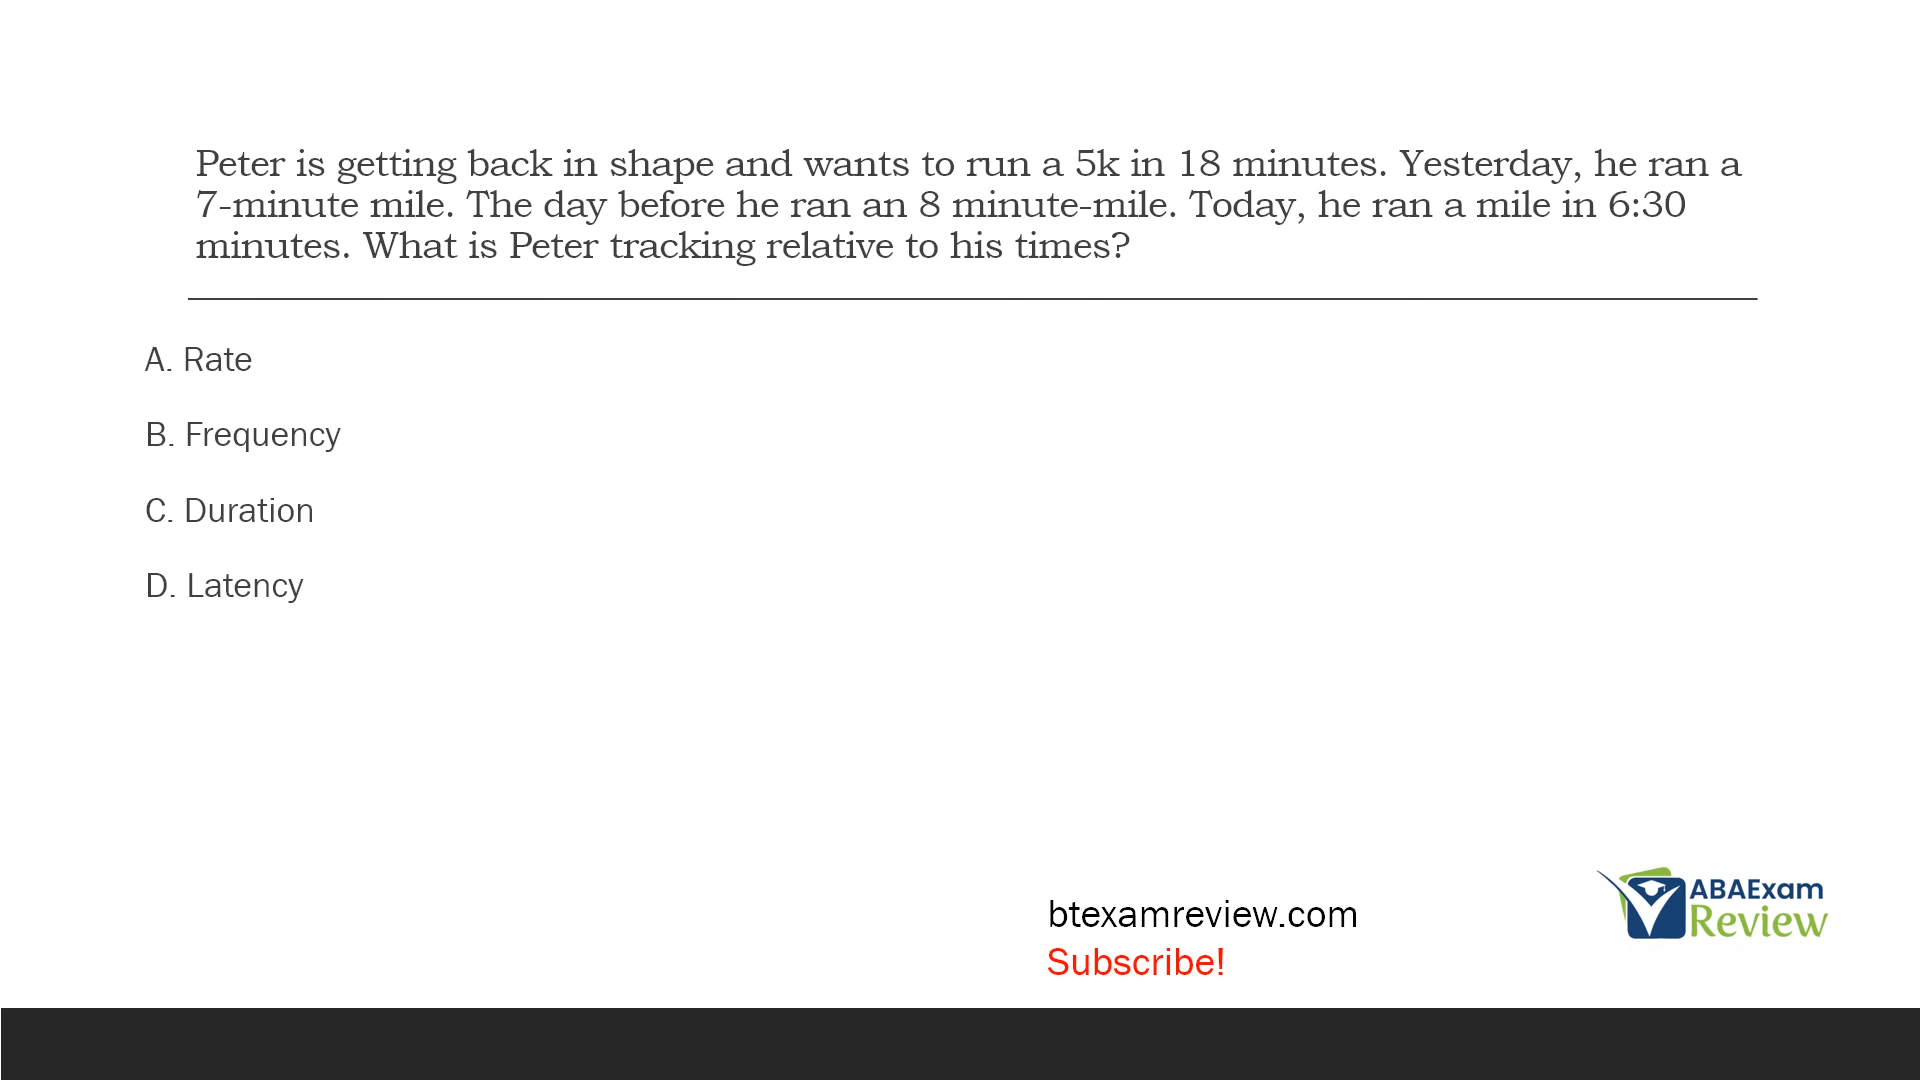 Peter is getting back in shape and wants to run a 5k in 18 minutes. Yesterday, he ran a
7-minute mile. The day before he ran an 8 minute-mile. Today, he ran a mile in 6:30
minutes. What is Peter tracking relative to his times?
A. Rate
B. Frequency
C. Duration
D. Latency
btexamreview.com
Subscribe!
ABAExam
Review